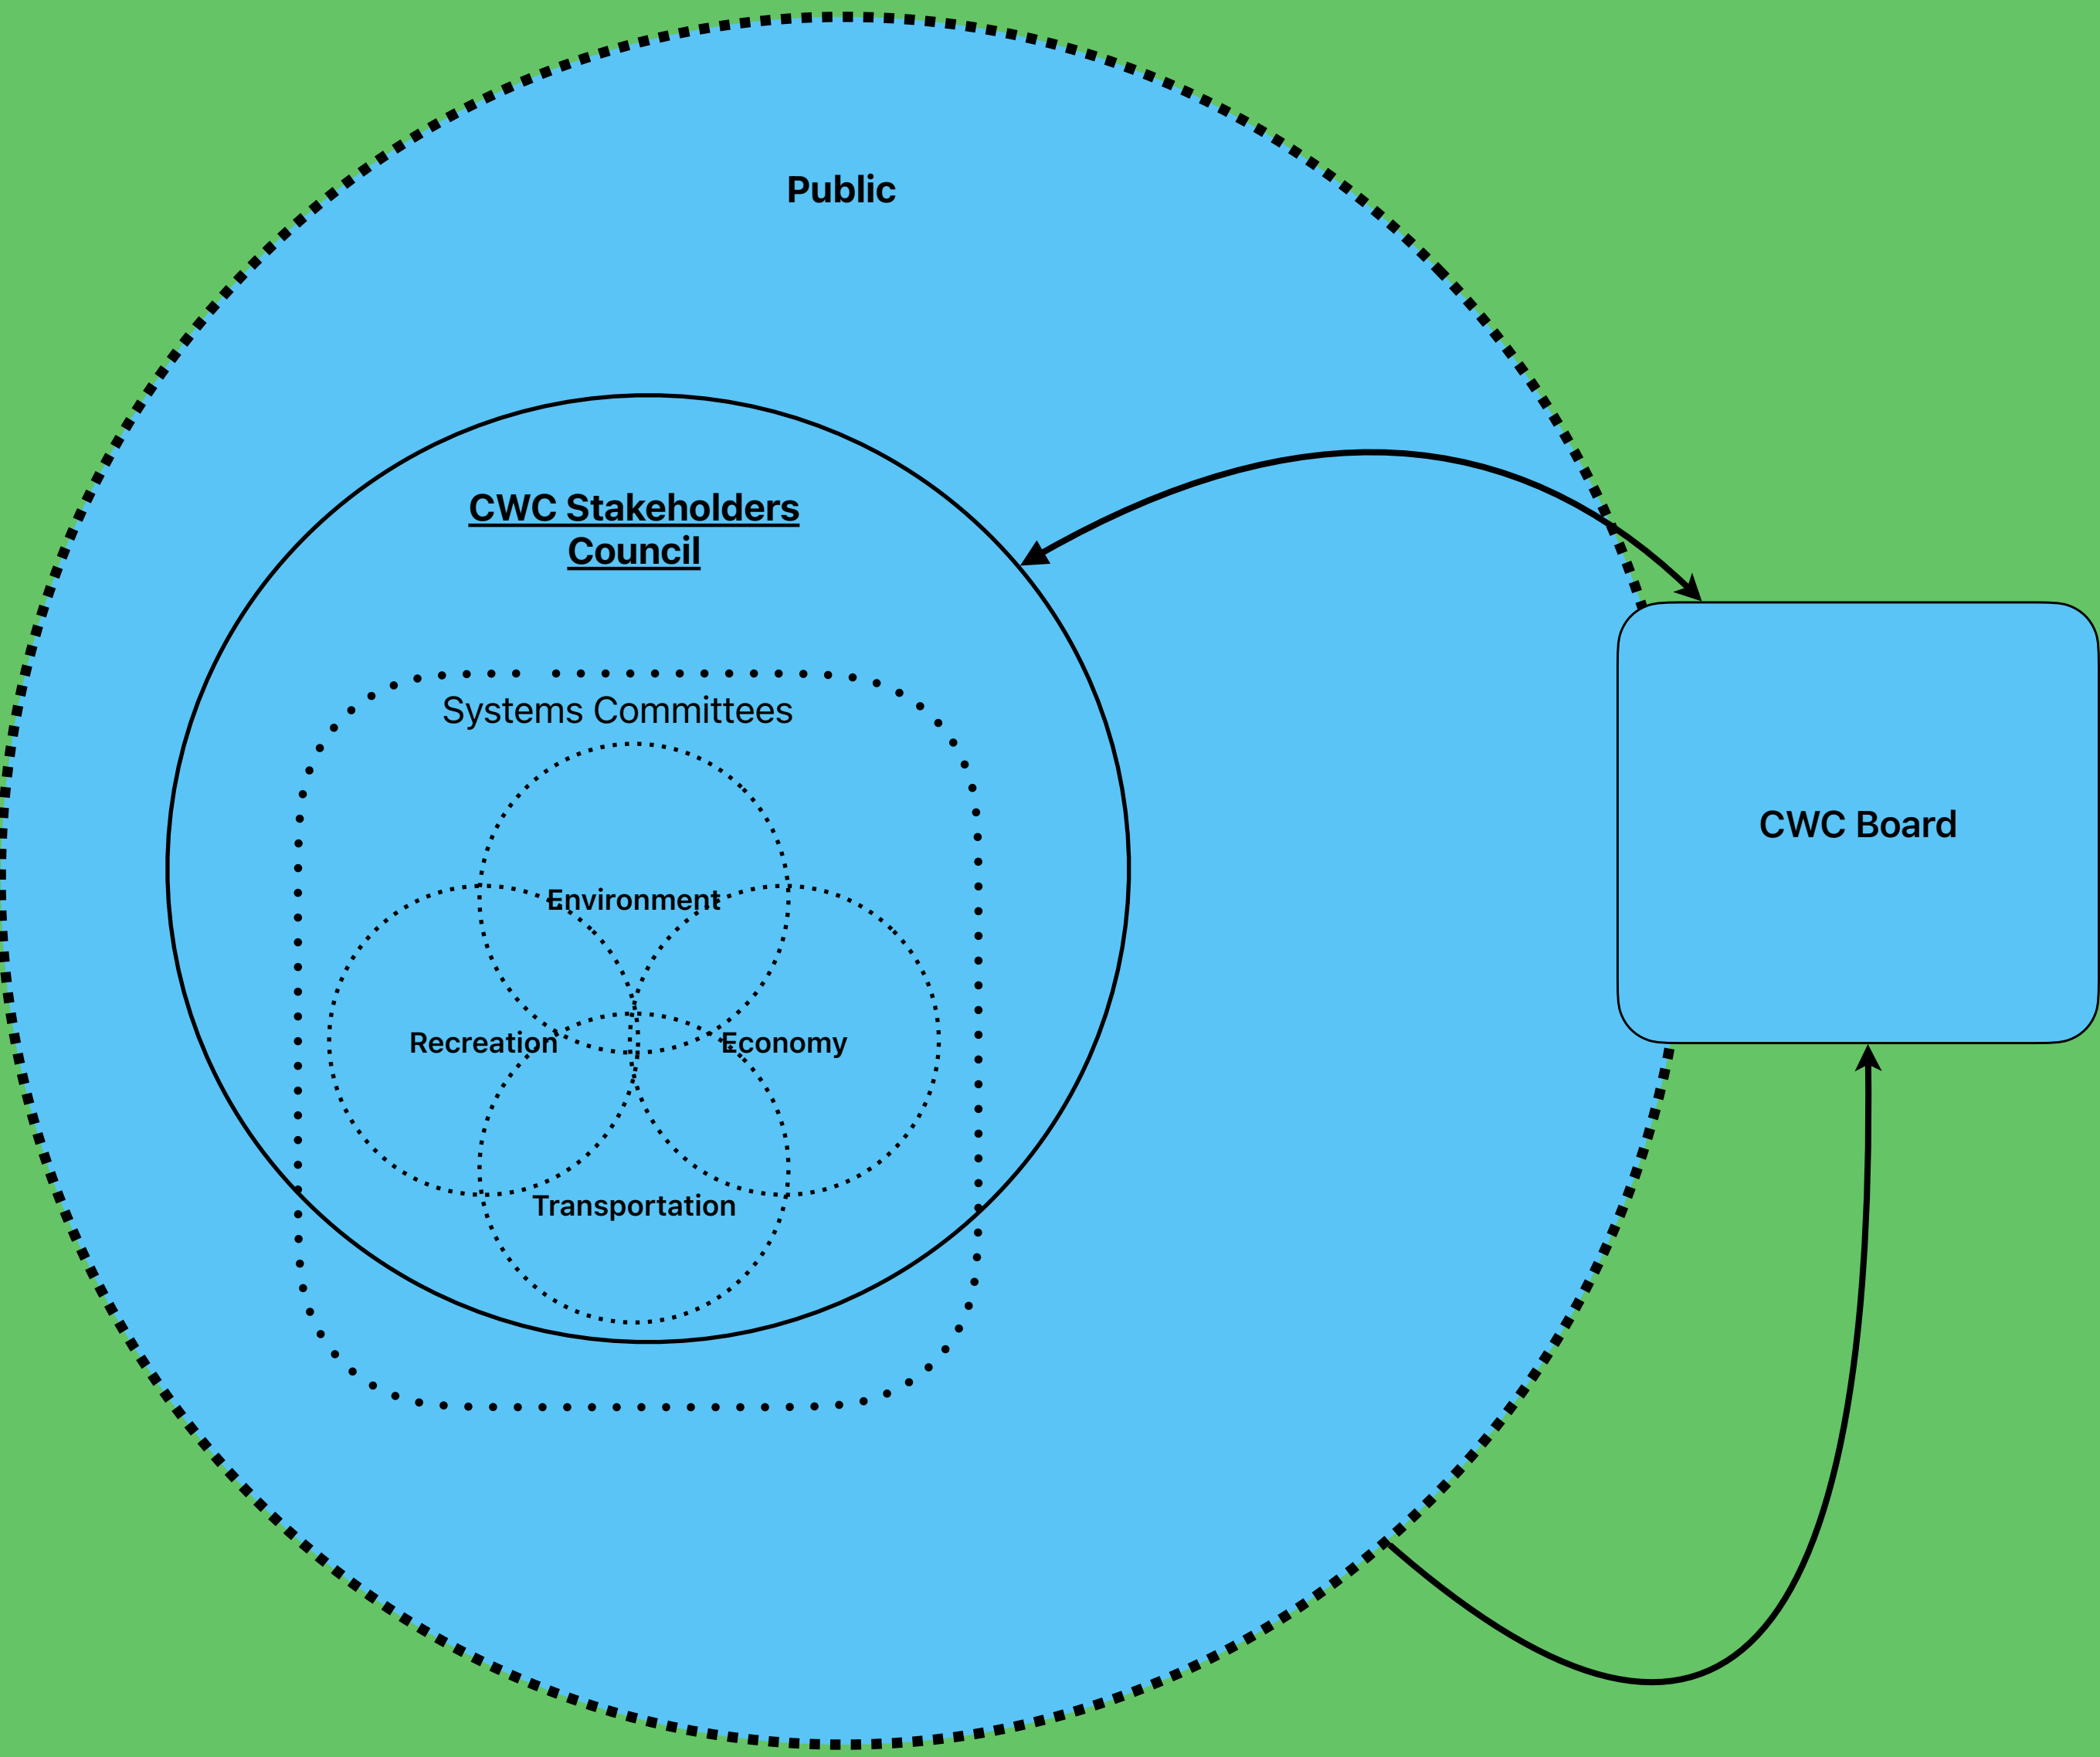 Public
CWC Stakeholders
Council
Systems Committees
Environment
Recreation
Economy
Transportation
CWC Board